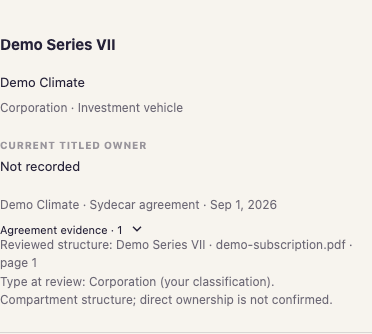 Demo Series VII
Demo Climate
Corporation · Investment vehicle
CURRENT TITLED OWNER
Not recorded
Demo Climate · Sydecar agreement · Sep 1, 2026
Agreement evidence · 1
Reviewed structure: Demo Series VII · demo-subscription.pdf ·
page 1
Type at review: Corporation (your classification).
Compartment structure; direct ownership is not confirmed.